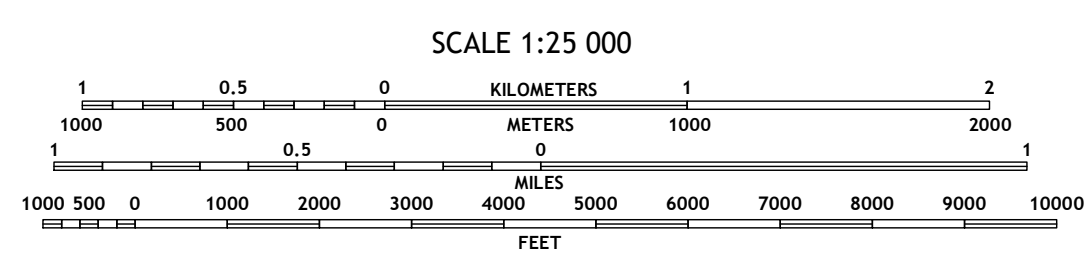 SCALE 1:25 000
1 0.5 0 KILOMETERS 1 2
1000 500 0 METERS 1000 2000
1 0.5 0 1
MILES
1000 500 0 1000 2000 3000 4000 5000 6000 7000 8000 9000 10000
FEET